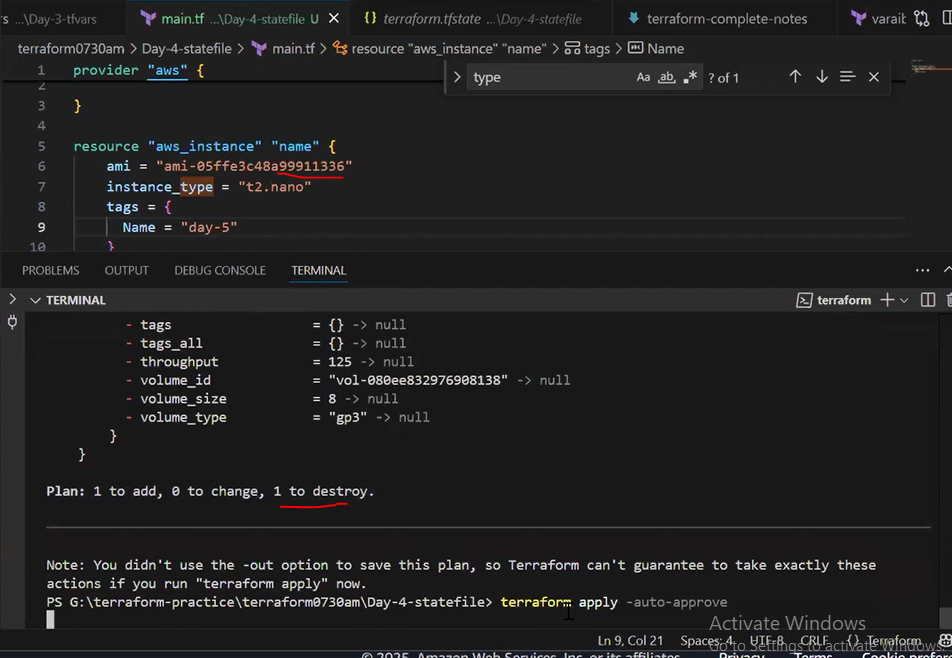 rs ...\Day-3-tfvars main.tf ...\Day-4-statefile U terraform.tfstate ...\Day-4-statefile terraform-complete-notes varaib
terraform0730am > Day-4-statefile > main.tf > resource "aws_instance" "name" > tags > Name
type Aa ab ? of 1
1 provider "aws" {
2
3 }
4
5 resource "aws_instance" "name" {
6 ami = "ami-05ffe3c48a99911336"
7 instance_type = "t2.nano"
8 tags = {
9 Name = "day-5"
10 }
PROBLEMS OUTPUT DEBUG CONSOLE TERMINAL ...
TERMINAL terraform
- tags = {} -> null
- tags_all = {} -> null
- throughput = 125 -> null
- volume_id = "vol-080ee832976908138" -> null
- volume_size = 8 -> null
- volume_type = "gp3" -> null
}
}
Plan: 1 to add, 0 to change, 1 to destroy.
Note: You didn't use the -out option to save this plan, so Terraform can't guarantee to take exactly these
actions if you run "terraform apply" now.
PS G:\terraform-practice\terraform0730am\Day-4-statefile> terraform apply -auto-approve
Activate Windows
Go to Settings to activate Windows.
Ln 9, Col 21 Spaces: 4 UTF-8 CRLF {} Terraform
© 2025, Amazon Web Services, Inc. or its affiliates. Privacy Terms Cookie prefere